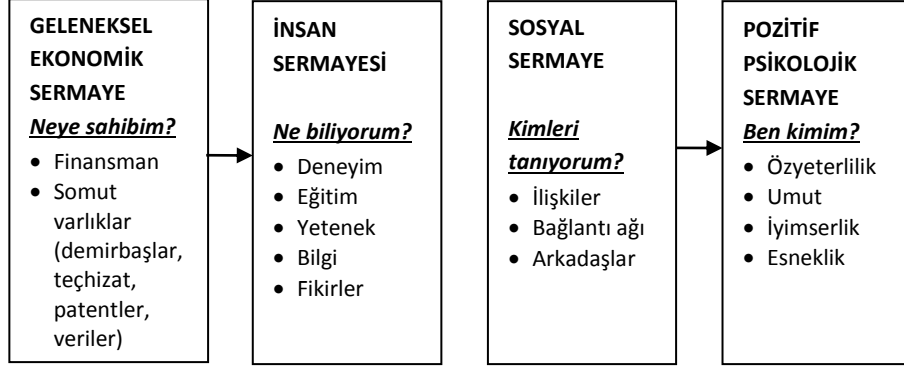 GELENEKSEL
EKONOMİK
SERMAYE
Neye sahibim?
• Finansman
• Somut
varlıklar
(demirbaşlar,
teçhizat,
patentler,
veriler)
İNSAN
SERMAYESİ
Ne biliyorum?
• Deneyim
• Eğitim
• Yetenek
• Bilgi
• Fikirler
SOSYAL
SERMAYE
Kimleri
tanıyorum?
• İlişkiler
• Bağlantı ağı
• Arkadaşlar
POZİTİF
PSİKOLOJİK
SERMAYE
Ben kimim?
• Özyeterlilik
• Umut
• İyimserlik
• Esneklik